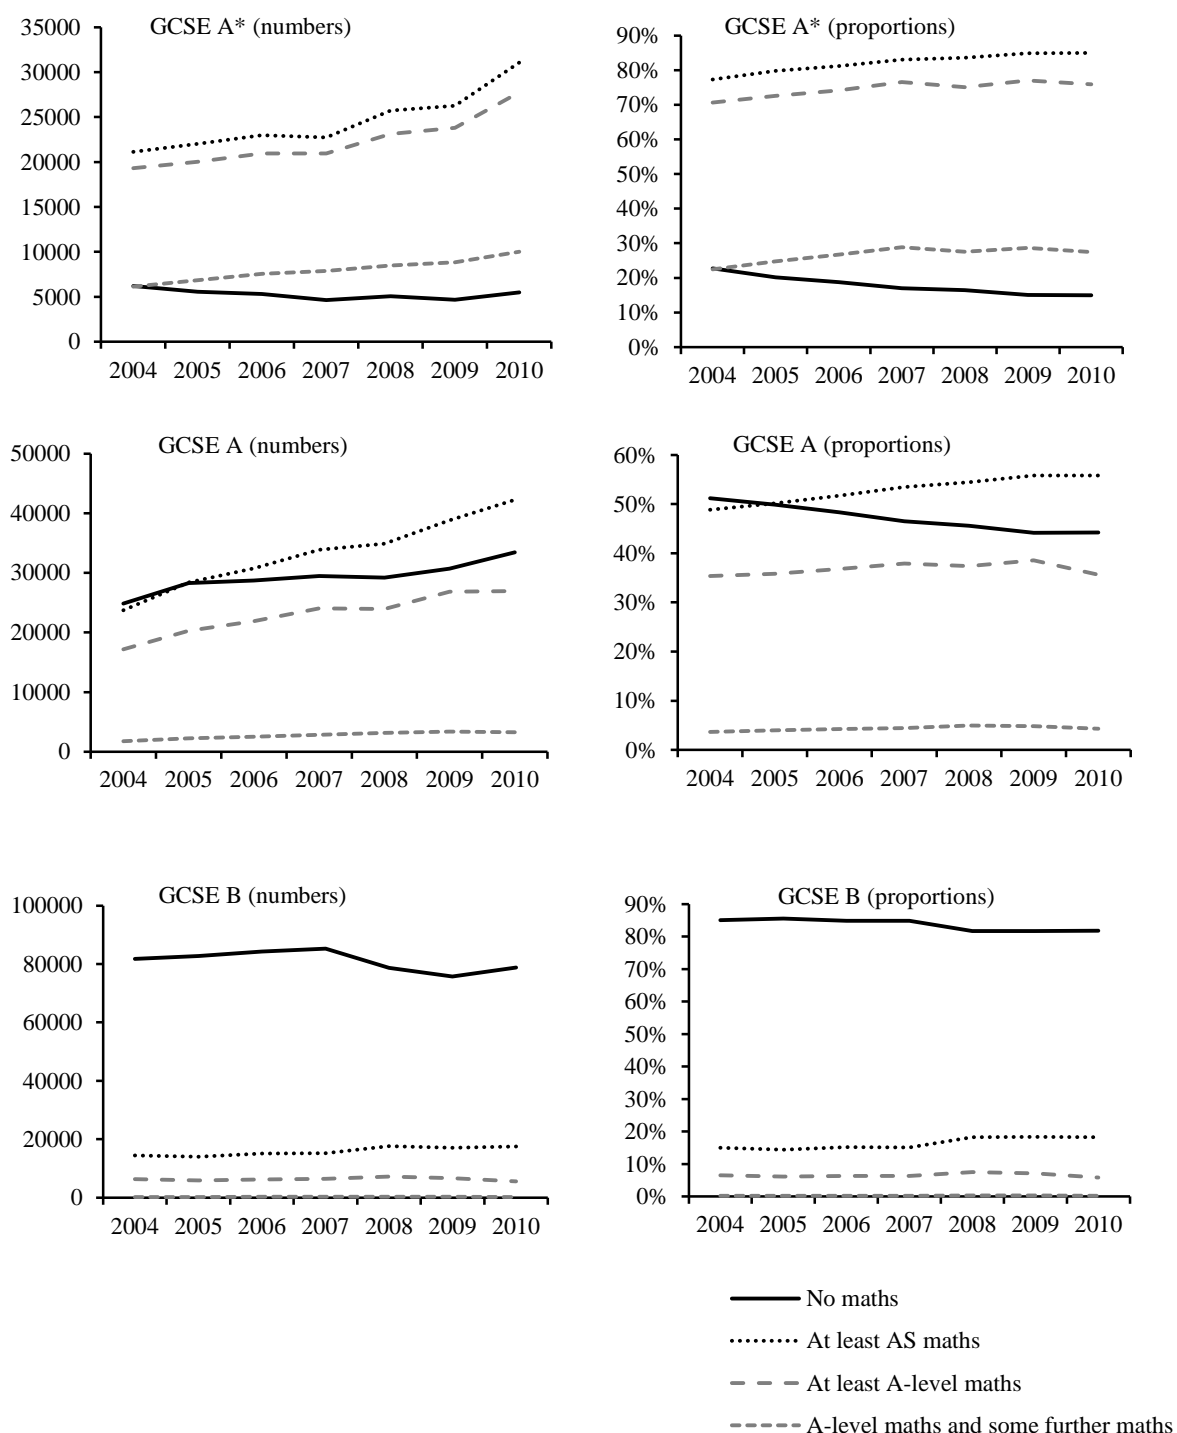 GCSE A* (numbers)
35000
30000
25000
20000
15000
10000
5000
0
2004 2005 2006 2007 2008 2009 2010
GCSE A* (proportions)
90%
80%
70%
60%
50%
40%
30%
20%
10%
0%
2004 2005 2006 2007 2008 2009 2010
GCSE A (numbers)
50000
40000
30000
20000
10000
0
2004 2005 2006 2007 2008 2009 2010
GCSE A (proportions)
60%
50%
40%
30%
20%
10%
0%
2004 2005 2006 2007 2008 2009 2010
GCSE B (numbers)
100000
80000
60000
40000
20000
0
2004 2005 2006 2007 2008 2009 2010
GCSE B (proportions)
90%
80%
70%
60%
50%
40%
30%
20%
10%
0%
2004 2005 2006 2007 2008 2009 2010
No maths
At least AS maths
At least A-level maths
A-level maths and some further maths